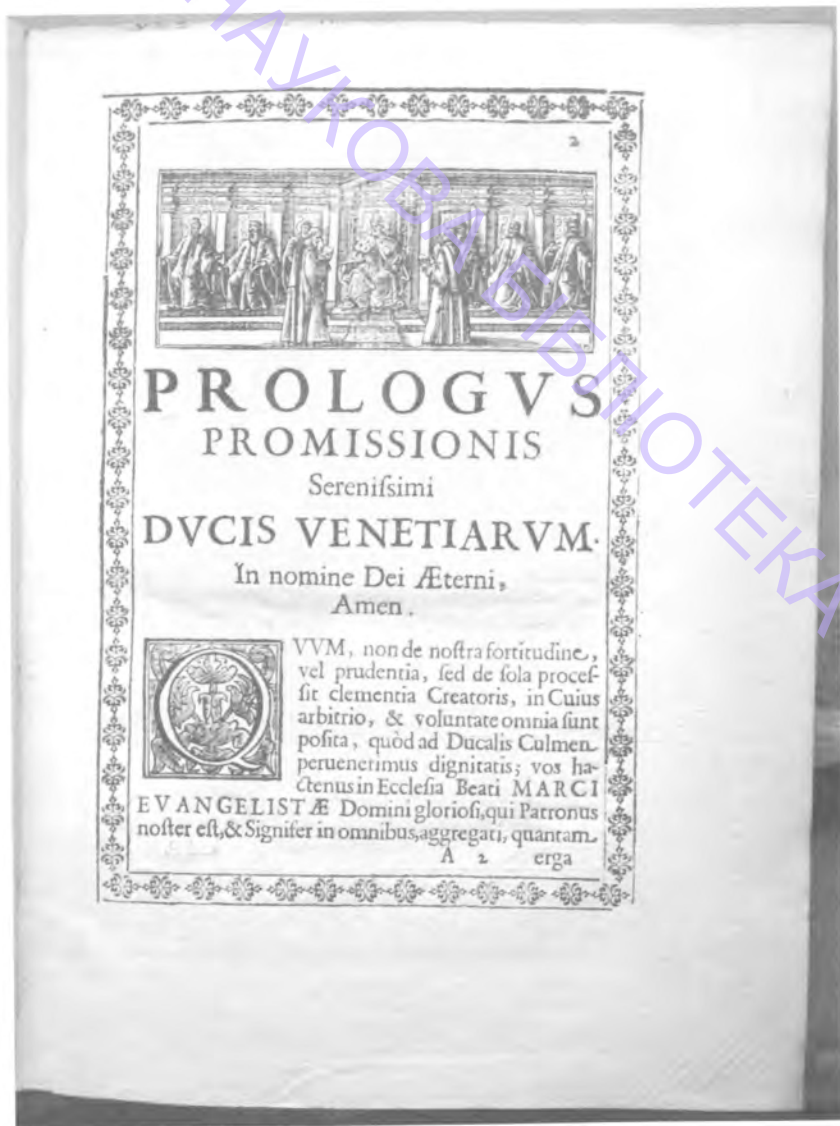 НАУКОВА БІБЛІОТЕКА
2
PROLOGVS
PROMISSIONIS
Sereniſsimi
DVCIS VENETIARVM.
In nomine Dei Æterni,
Amen.
QVVM, non de noſtra fortitudine,
vel prudentia, ſed de ſola proceſ-
ſit clementia Creatoris, in Cuius
arbitrio, & voluntate omnia ſunt
poſita, quòd ad Ducalis Culmen
peruenerimus dignitatis; vos ha-
ctenus in Eccleſia Beati MARCI
EVANGELISTÆ Domini glorioſi, qui Patronus
noſter eſt, & Signifer in omnibus, aggregati, quantam
A 2 erga